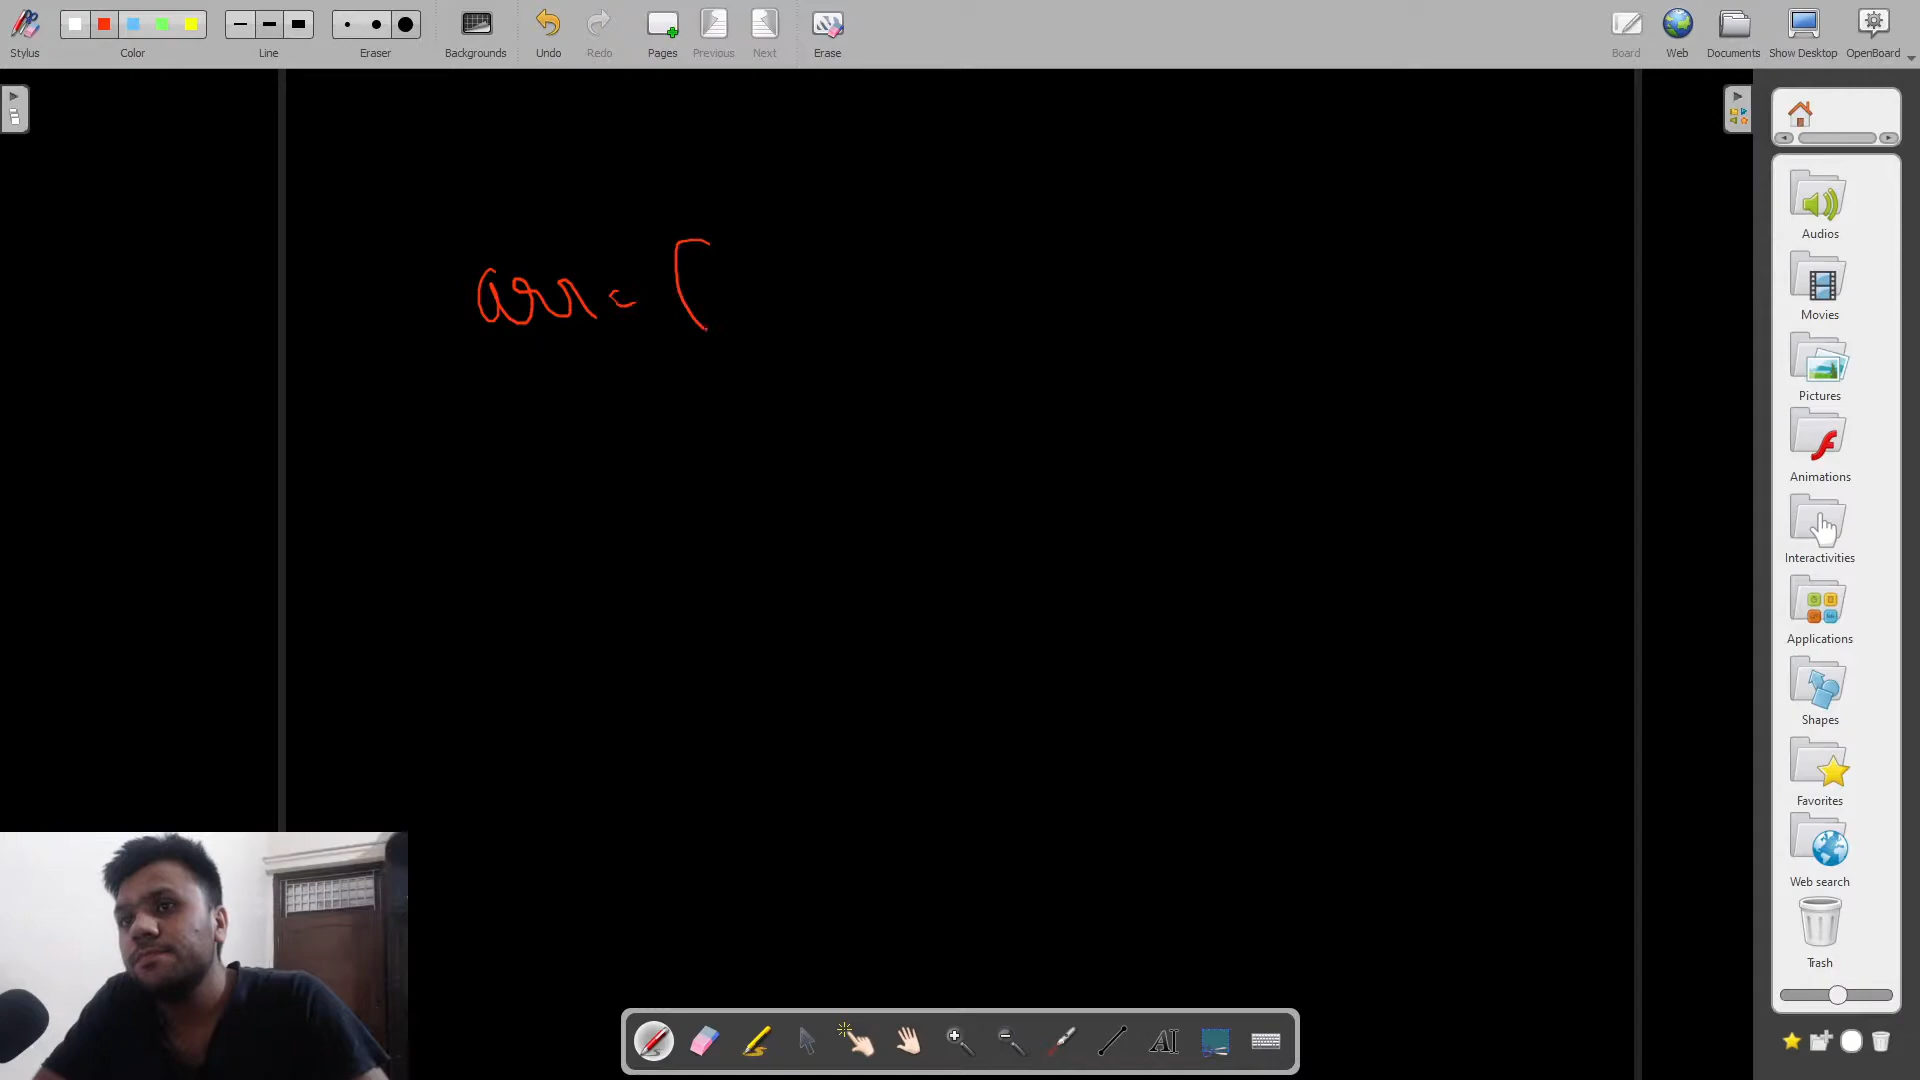 Stylus Color Line Eraser Backgrounds Undo Redo Pages Previous Next Erase Board Web Documents Show Desktop OpenBoard
arr = [
Audios
Movies
Pictures
Animations
Interactivities
Applications
Shapes
Favorites
Web search
Trash
AI